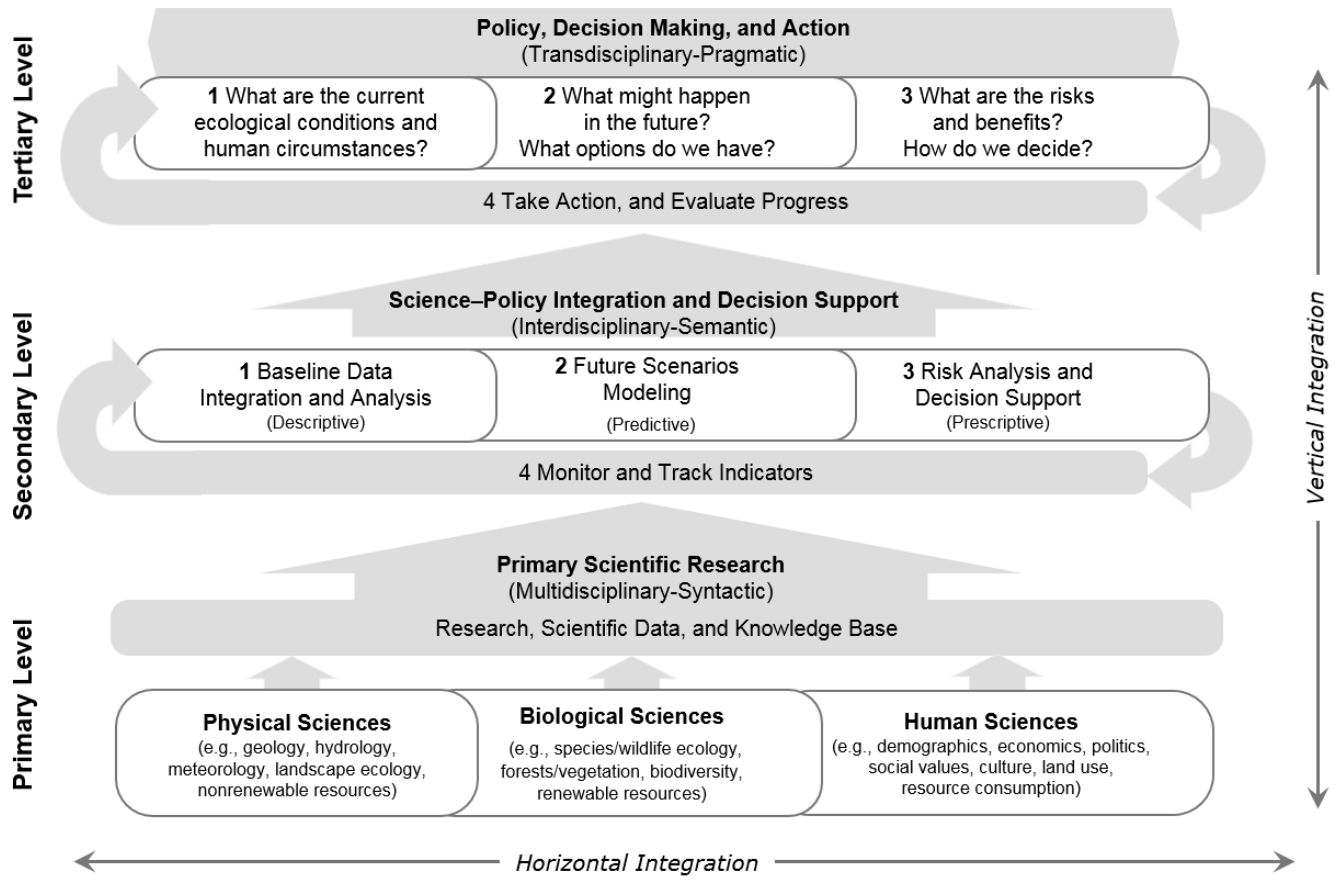 Tertiary Level
Policy, Decision Making, and Action
(Transdisciplinary-Pragmatic)
1 What are the current
ecological conditions and
human circumstances?
2 What might happen
in the future?
What options do we have?
3 What are the risks
and benefits?
How do we decide?
4 Take Action, and Evaluate Progress
Secondary Level
Science–Policy Integration and Decision Support
(Interdisciplinary-Semantic)
1 Baseline Data
Integration and Analysis
(Descriptive)
2 Future Scenarios
Modeling
(Predictive)
3 Risk Analysis and
Decision Support
(Prescriptive)
4 Monitor and Track Indicators
Primary Level
Primary Scientific Research
(Multidisciplinary-Syntactic)
Research, Scientific Data, and Knowledge Base
Physical Sciences
(e.g., geology, hydrology,
meteorology, landscape ecology,
nonrenewable resources)
Biological Sciences
(e.g., species/wildlife ecology,
forests/vegetation, biodiversity,
renewable resources)
Human Sciences
(e.g., demographics, economics, politics,
social values, culture, land use,
resource consumption)
Vertical Integration
Horizontal Integration